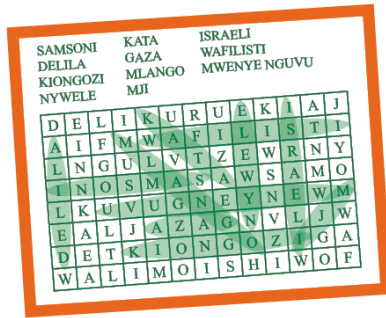 SAMSONI
DELILA
KIONGOZI
NYWELE
KATA
GAZA
MLANGO
MJI
ISRAELI
WAFILISTI
MWENYE NGUVU
D E L I K U R U E K I A J
A I F M W A F I L I S T I
L N G U L V T Z E W R N Y
I N O S M A S A W S A M O
L K U V U G N E Y N E W M
E A L J A Z A G N V L J W
D E T K I O N G O Z I G A
W A L I M O I S H I W O F